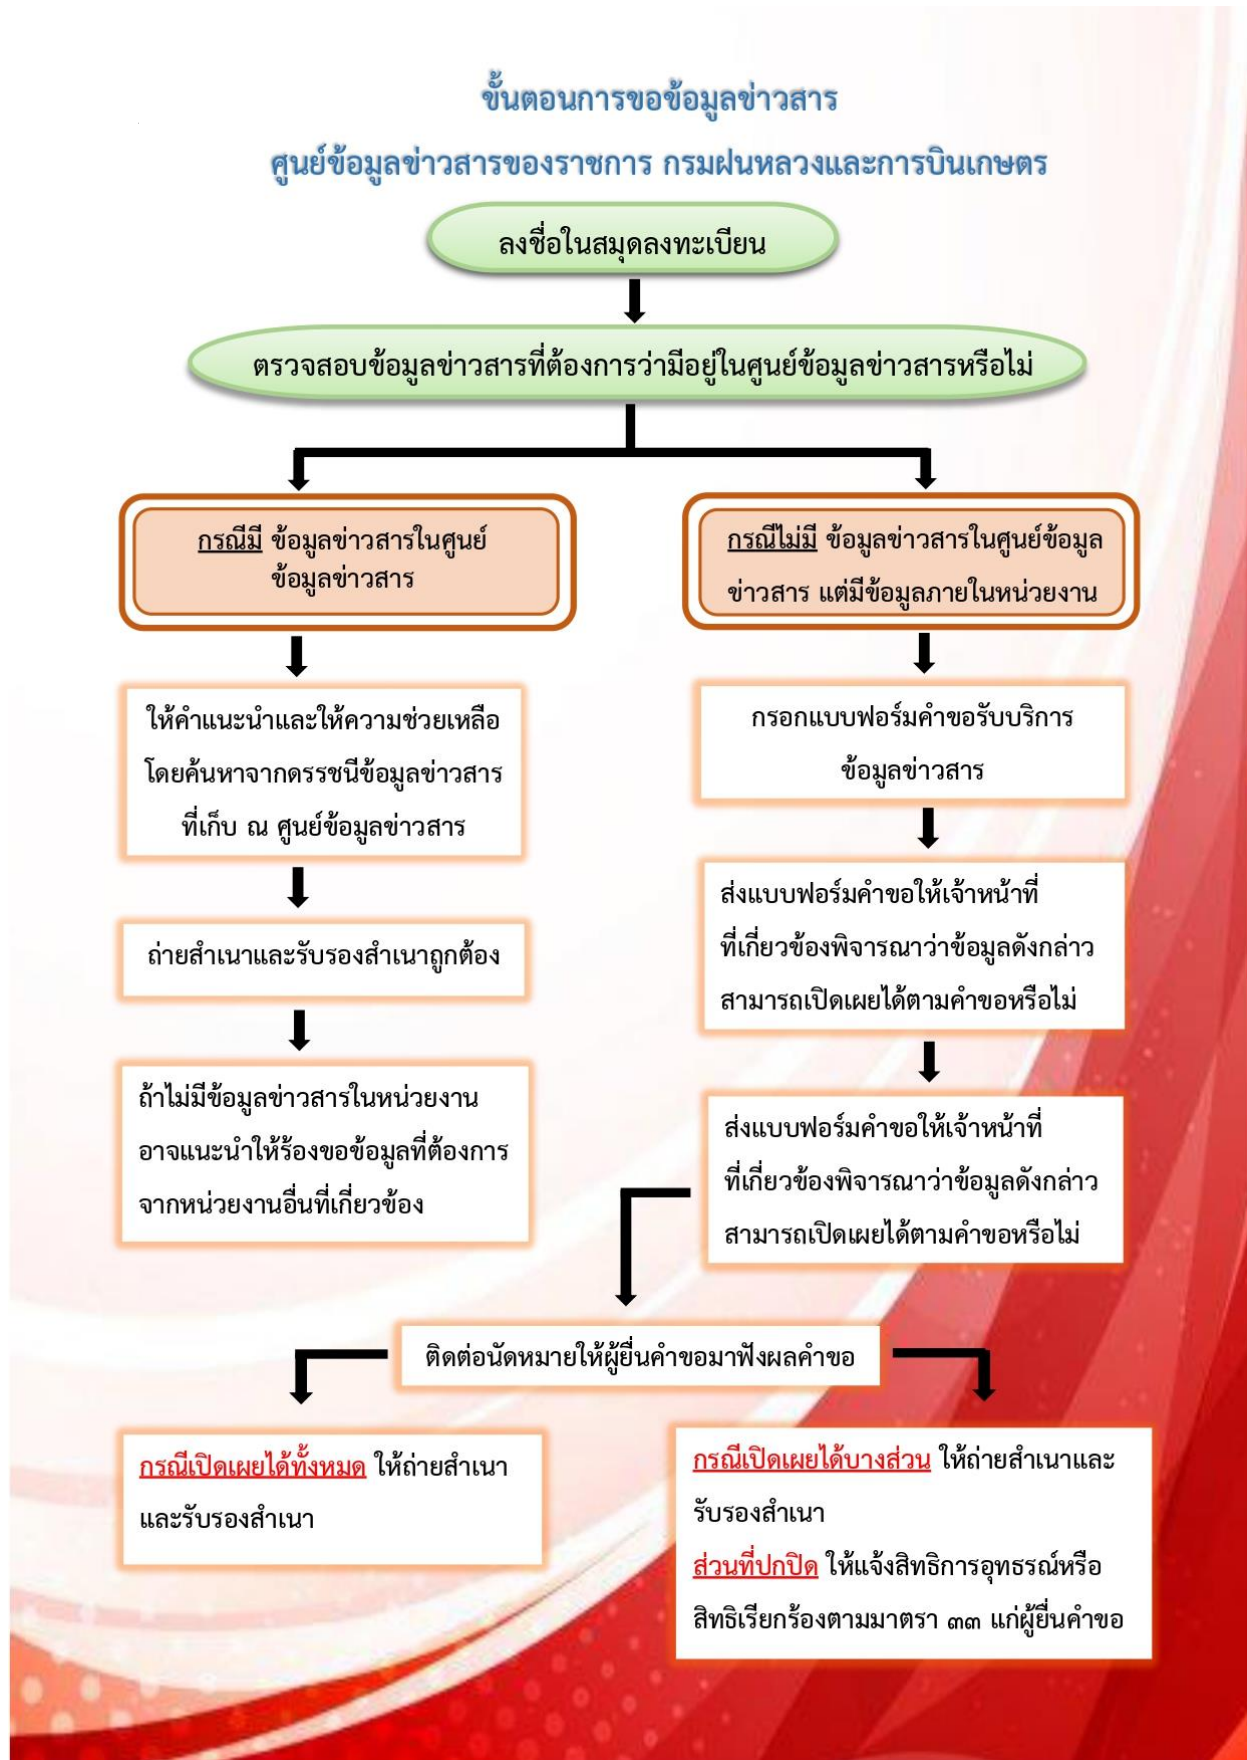 ขั้นตอนการขอข้อมูลข่าวสาร
ศูนย์ข้อมูลข่าวสารของราชการ กรมฝนหลวงและการบินเกษตร
ลงชื่อในสมุดลงทะเบียน
ตรวจสอบข้อมูลข่าวสารที่ต้องการว่ามีอยู่ในศูนย์ข้อมูลข่าวสารหรือไม่
กรณีมี ข้อมูลข่าวสารในศูนย์
ข้อมูลข่าวสาร
กรณีไม่มี ข้อมูลข่าวสารในศูนย์ข้อมูล
ข่าวสาร แต่มีข้อมูลภายในหน่วยงาน
ให้คำแนะนำและให้ความช่วยเหลือ
โดยค้นหาจากดรรชนีข้อมูลข่าวสาร
ที่เก็บ ณ ศูนย์ข้อมูลข่าวสาร
กรอกแบบฟอร์มคำขอรับบริการ
ข้อมูลข่าวสาร
ถ่ายสำเนาและรับรองสำเนาถูกต้อง
ส่งแบบฟอร์มคำขอให้เจ้าหน้าที่
ที่เกี่ยวข้องพิจารณาว่าข้อมูลดังกล่าว
สามารถเปิดเผยได้ตามคำขอหรือไม่
ถ้าไม่มีข้อมูลข่าวสารในหน่วยงาน
อาจแนะนำให้ร้องขอข้อมูลที่ต้องการ
จากหน่วยงานอื่นที่เกี่ยวข้อง
ส่งแบบฟอร์มคำขอให้เจ้าหน้าที่
ที่เกี่ยวข้องพิจารณาว่าข้อมูลดังกล่าว
สามารถเปิดเผยได้ตามคำขอหรือไม่
ติดต่อนัดหมายให้ผู้ยื่นคำขอมาฟังผลคำขอ
กรณีเปิดเผยได้ทั้งหมด ให้ถ่ายสำเนา
และรับรองสำเนา
กรณีเปิดเผยได้บางส่วน ให้ถ่ายสำเนาและ
รับรองสำเนา
ส่วนที่ปกปิด ให้แจ้งสิทธิการอุทธรณ์หรือ
สิทธิเรียกร้องตามมาตรา ๓๓ แก่ผู้ยื่นคำขอ